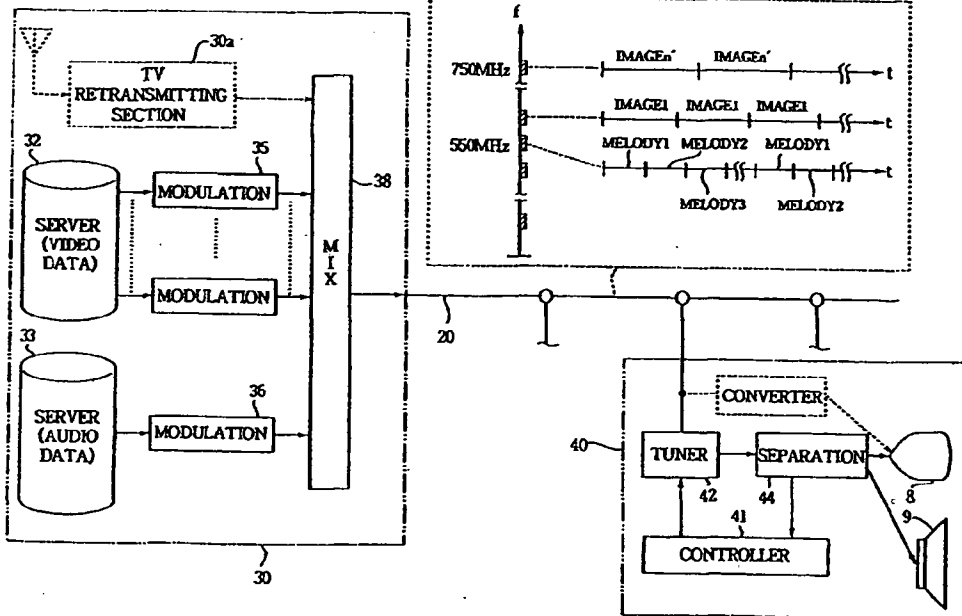 30a
TV
RETRANSMITTING
SECTION
32
SERVER
(VIDEO
DATA)
35
MODULATION
MODULATION
38
MIX
33
SERVER
(AUDIO
DATA)
36
MODULATION
30
f
750MHz
IMAGEn'
IMAGEn'
t
IMAGE1
IMAGE1
IMAGE1
t
550MHz
MELODY1
MELODY2
MELODY1
t
MELODY3
MELODY2
20
CONVERTER
40
TUNER
42
SEPARATION
44
8
41
CONTROLLER
9